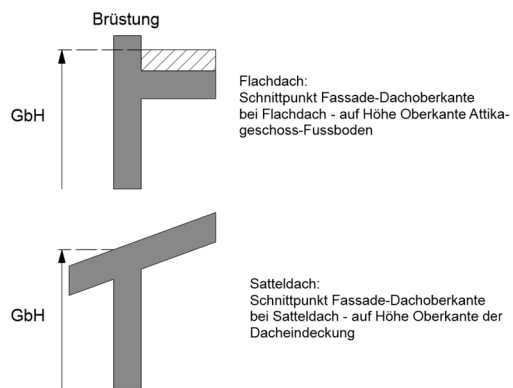 Brüstung
GbH
Flachdach:
Schnittpunkt Fassade-Dachoberkante
bei Flachdach - auf Höhe Oberkante Attika-
geschoss-Fussboden
GbH
Satteldach:
Schnittpunkt Fassade-Dachoberkante
bei Satteldach - auf Höhe Oberkante der
Dacheindeckung